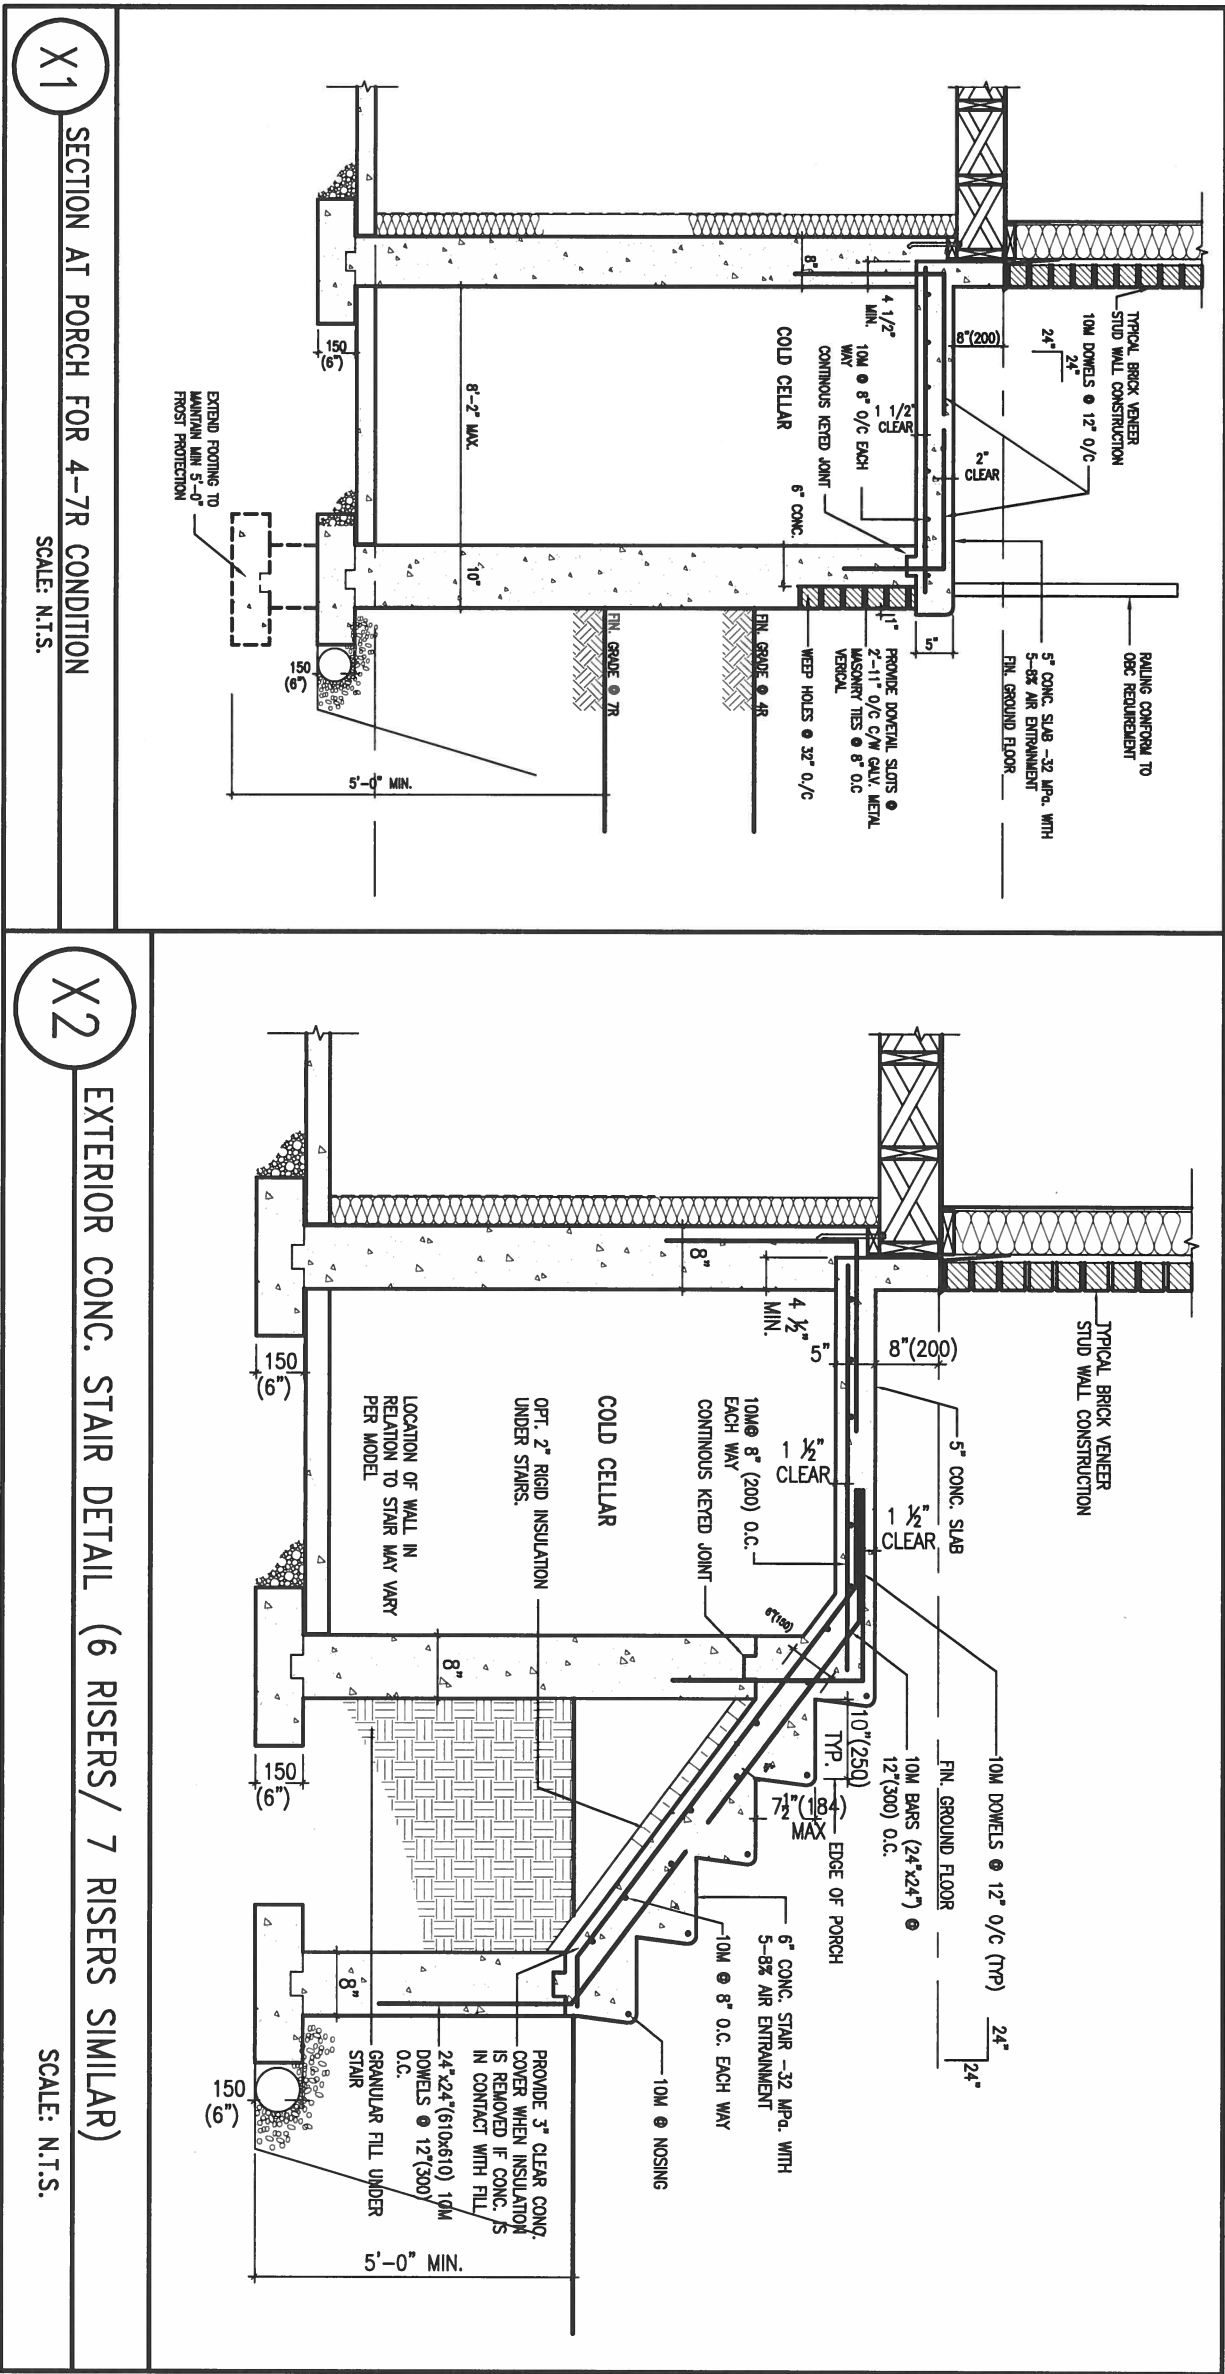 X1
SECTION AT PORCH FOR 4-7R CONDITION
SCALE: N.T.S.
TYPICAL BRICK VENEER
STUD WALL CONSTRUCTION
10M DOWELS @ 12" O/C
24"
24"
8"(200)
2"
CLEAR
1 1/2"
CLEAR
4 1/2"
MIN.
8"
10M @ 8" O/C EACH
WAY
CONTINOUS KEYED JOINT
COLD CELLAR
6" CONC.
8'-2" MAX.
10"
150
(6")
EXTEND FOOTING TO
MAINTAIN MIN 5'-0"
FROST PROTECTION
RAILING CONFORM TO
OBC REQUIREMENT
5" CONC. SLAB -32 MPa. WITH
5-8% AIR ENTRAINMENT
FIN. GROUND FLOOR
5"
1"
PROVIDE DOVETAIL SLOTS @
2'-11" O/C C/W GALV. METAL
MASONRY TIES @ 8" O.C
VERICAL
WEEP HOLES @ 32" O./C
FIN. GRADE @ 4R
FIN. GRADE @ 7R
150
(6")
5'-0" MIN.
X2
EXTERIOR CONC. STAIR DETAIL (6 RISERS/ 7 RISERS SIMILAR)
SCALE: N.T.S.
TYPICAL BRICK VENEER
STUD WALL CONSTRUCTION
8"(200)
5"
4 ½"
MIN.
8"
5" CONC. SLAB
1 ½"
CLEAR
1 ½"
CLEAR
10M@ 8" (200) O.C.
EACH WAY
CONTINOUS KEYED JOINT
COLD CELLAR
OPT. 2" RIGID INSULATION
UNDER STAIRS.
LOCATION OF WALL IN
RELATION TO STAIR MAY VARY
PER MODEL
150
(6")
8"
150
(6")
6"(150)
10M DOWELS @ 12" O/C (TYP)
24"
24"
FIN. GROUND FLOOR
10M BARS (24"x24") @
12"(300) O.C.
10"(250)
TYP.
7½"(184)
MAX
EDGE OF PORCH
6" CONC. STAIR -32 MPa. WITH
5-8% AIR ENTRAINMENT
10M @ 8" O.C. EACH WAY
10M @ NOSING
PROVIDE 3" CLEAR CONC.
COVER WHEN INSULATION
IS REMOVED IF CONC. IS
IN CONTACT WITH FILL
24"x24"(610x610) 10M
DOWELS @ 12"(300)
O.C.
GRANULAR FILL UNDER
STAIR
8"
150
(6")
5'-0" MIN.